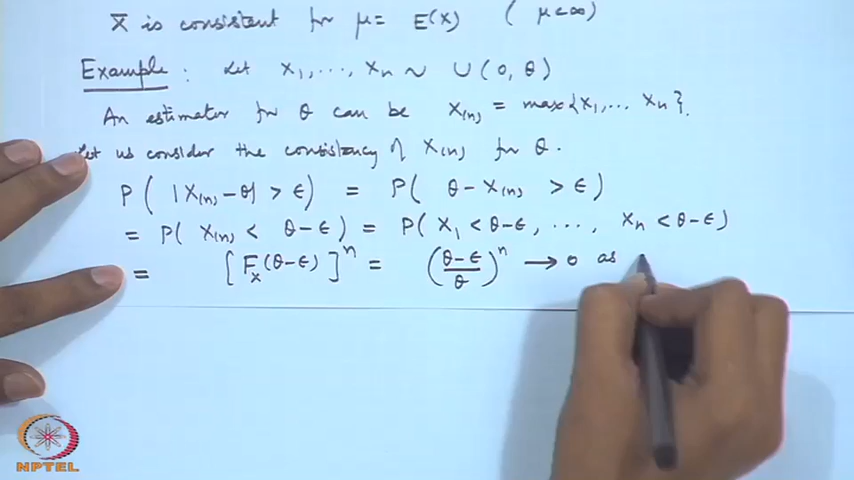 X̄ is consistent for μ = E(X) (μ<∞)
Example : Let X₁,..., Xₙ ~ U(0, θ)
An estimator for θ can be X₍ₙ₎ = max{X₁,... Xₙ}.
Let us consider the consistency of X₍ₙ₎ for θ.
P( |X₍ₙ₎-θ| > ε) = P( θ-X₍ₙ₎ > ε)
= P( X₍ₙ₎ < θ-ε) = P( X₁ < θ-ε, ..., Xₙ < θ-ε)
= [F_X(θ-ε)]ⁿ = ((θ-ε)/θ)ⁿ → 0 as
NPTEL